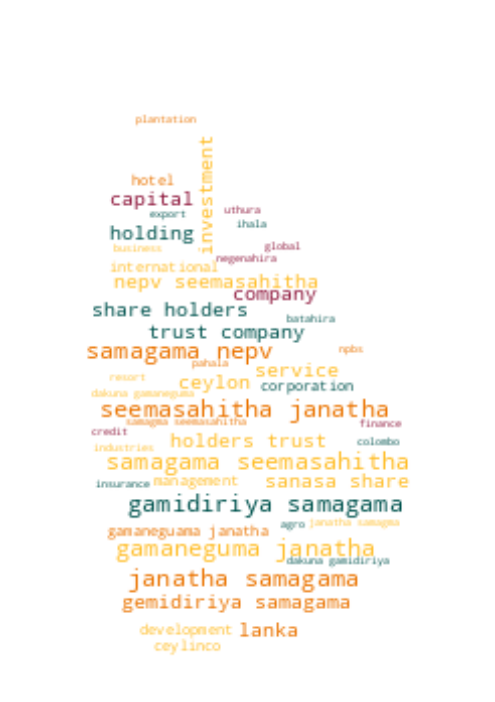 plantation
investment
hotel
capital
export
uthura
ihala
holding
business
global
negenahira
international
nepv seemasahitha
company
share holders
batahira
trust company
samagama nepv
npbs
pahala
service
resort
ceylon
corporation
dakuna gamaneguma
seemasahitha janatha
samagma seemasahitha
finance
credit
holders trust
colombo
industries
samagama seemasahitha
insurance
management
sanasa share
gamidiriya samagama
agro
janatha samagma
gamaneguama janatha
gamaneguma janatha
dakuna gamidiriya
janatha samagama
gemidiriya samagama
development
lanka
ceylinco